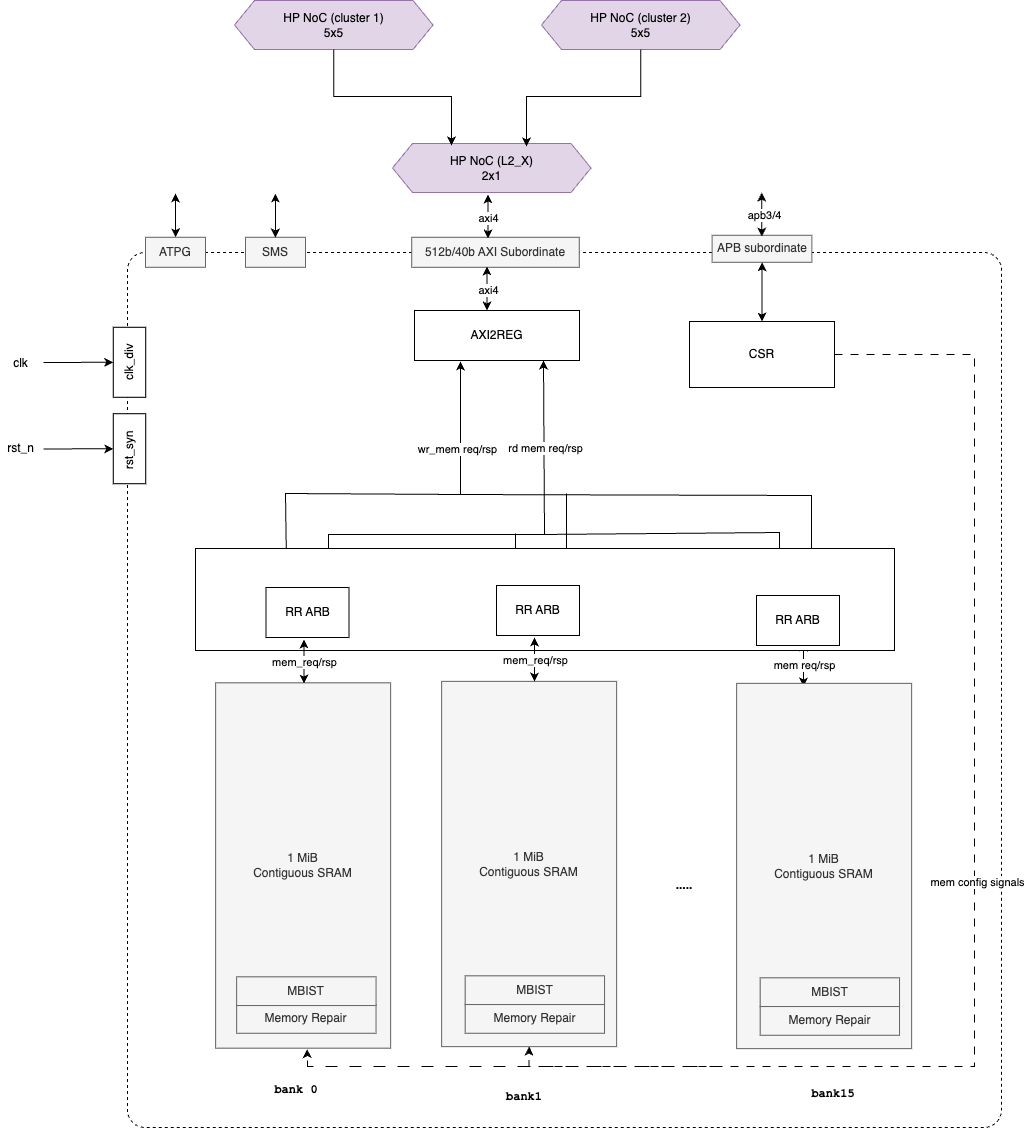 HP NoC (cluster 1)
5x5
HP NoC (cluster 2)
5x5
HP NoC (L2_X)
2x1
axi4
apb3/4
ATPG
SMS
512b/40b AXI Subordinate
APB subordinate
axi4
AXI2REG
CSR
clk
clk_div
rst_n
rst_syn
wr_mem req/rsp
rd mem req/rsp
RR ARB
RR ARB
RR ARB
mem_req/rsp
mem_req/rsp
mem req/rsp
1 MiB
Contiguous SRAM
1 MiB
Contiguous SRAM
.....
1 MiB
Contiguous SRAM
mem config signals
MBIST
Memory Repair
MBIST
Memory Repair
MBIST
Memory Repair
bank 0
bank1
bank15